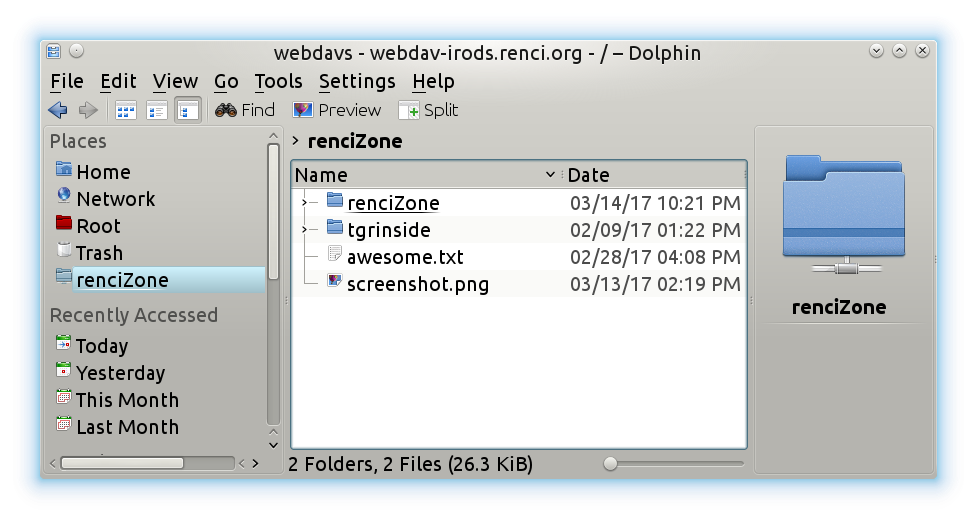 webdavs - webdav-irods.renci.org - / – Dolphin
File Edit View Go Tools Settings Help
Find Preview Split
Places
Home
Network
Root
Trash
renciZone
Recently Accessed
Today
Yesterday
This Month
Last Month
renciZone
Name Date
renciZone 03/14/17 10:21 PM
tgrinside 02/09/17 01:22 PM
awesome.txt 02/28/17 04:08 PM
screenshot.png 03/13/17 02:19 PM
2 Folders, 2 Files (26.3 KiB)
renciZone